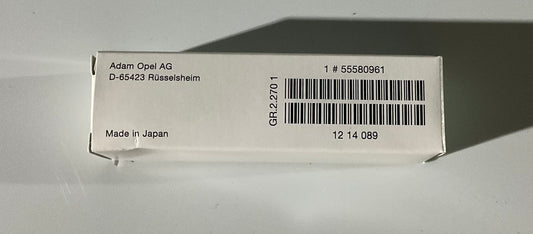 Adam Opel AG
D-65423 Rüsselsheim
Made in Japan
GR.2.270 1
1 # 55580961
12 14 089